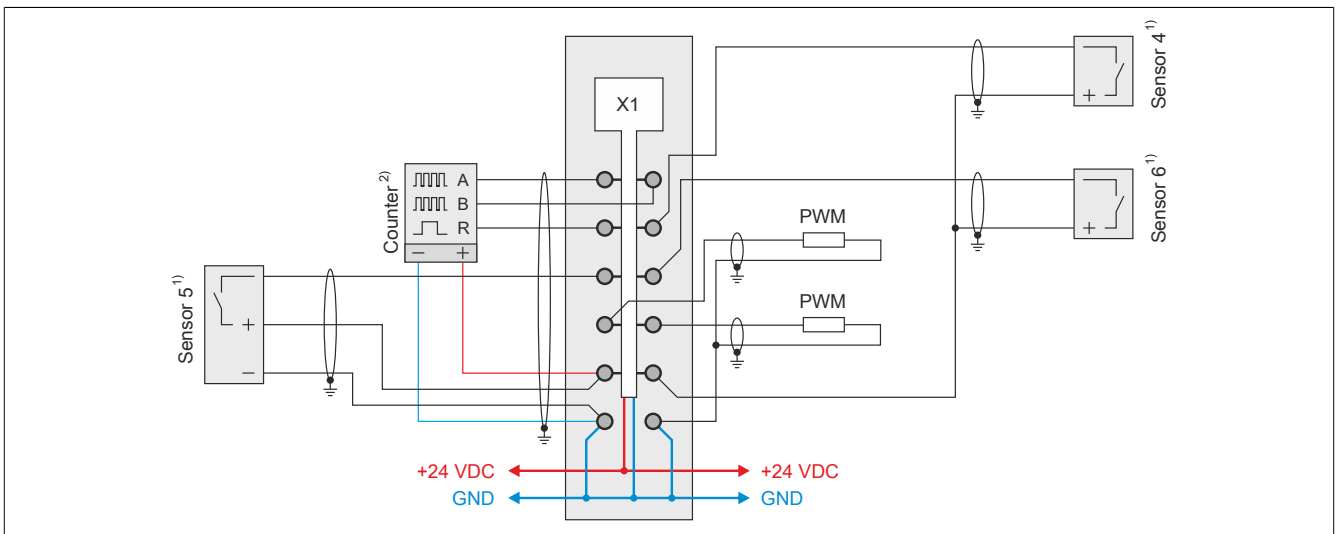 X1
Sensor 4 1)
Counter 2)
A
B
R
− +
Sensor 6 1)
+
+
PWM
Sensor 5 1)
+
−
PWM
+24 VDC
+24 VDC
GND
GND